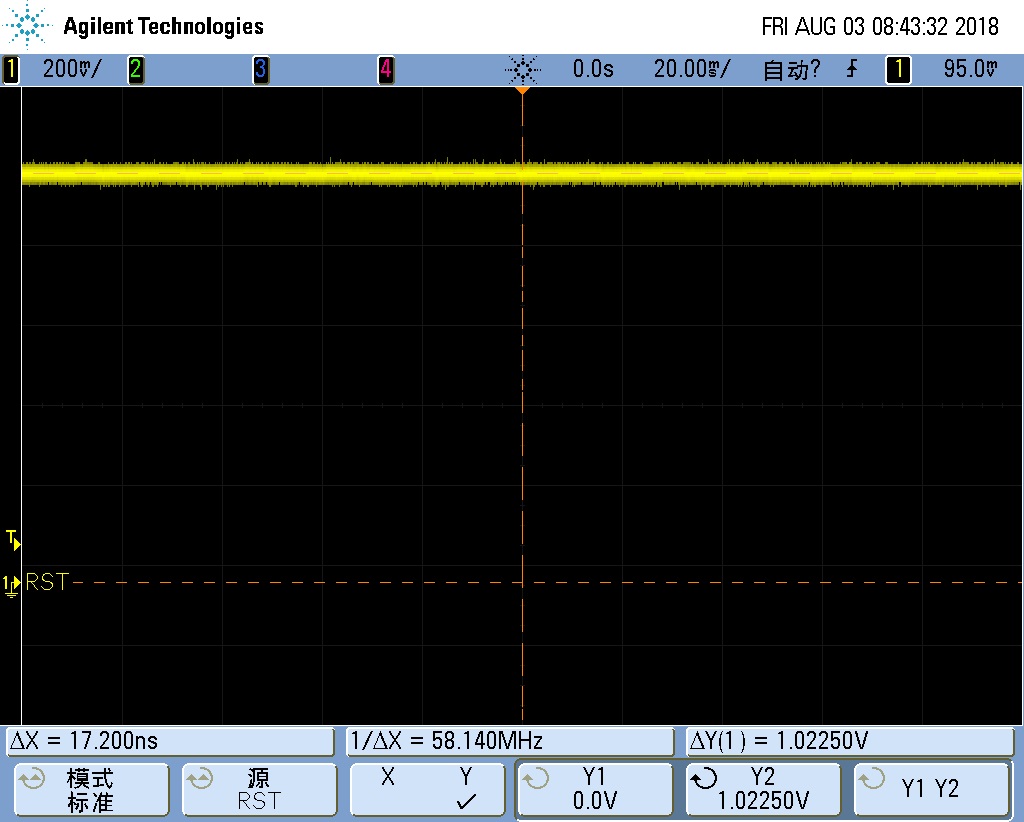 Agilent Technologies
FRI AUG 03 08:43:32 2018
1 200mV/ 2 3 4 0.0s 20.00ms/ 自动? 1 95.0mV
T
1 RST
ΔX = 17.200ns 1/ΔX = 58.140MHz ΔY(1) = 1.02250V
模式 源 X Y Y1 Y2 Y1 Y2
标准 RST ✓ 0.0V 1.02250V